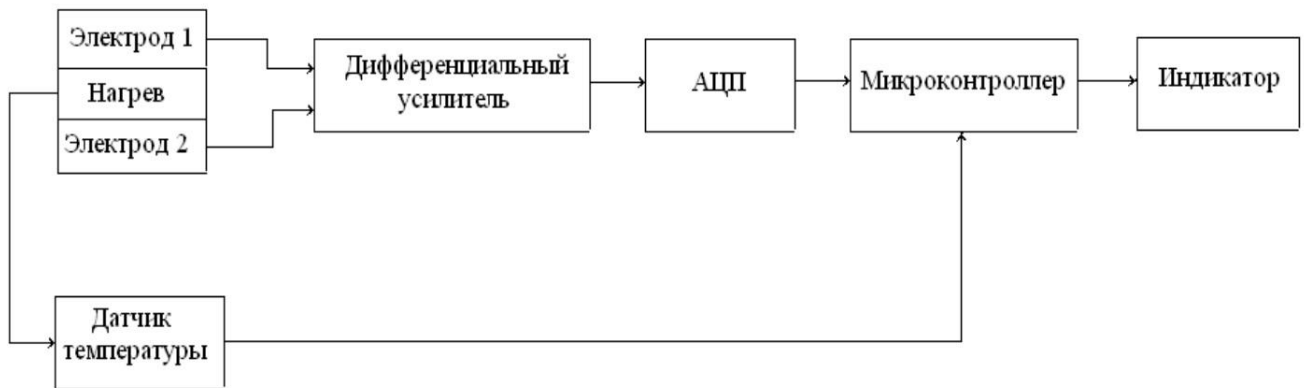 Электрод 1
Нагрев
Электрод 2
Дифференциальный
усилитель
АЦП
Микроконтроллер
Индикатор
Датчик
температуры